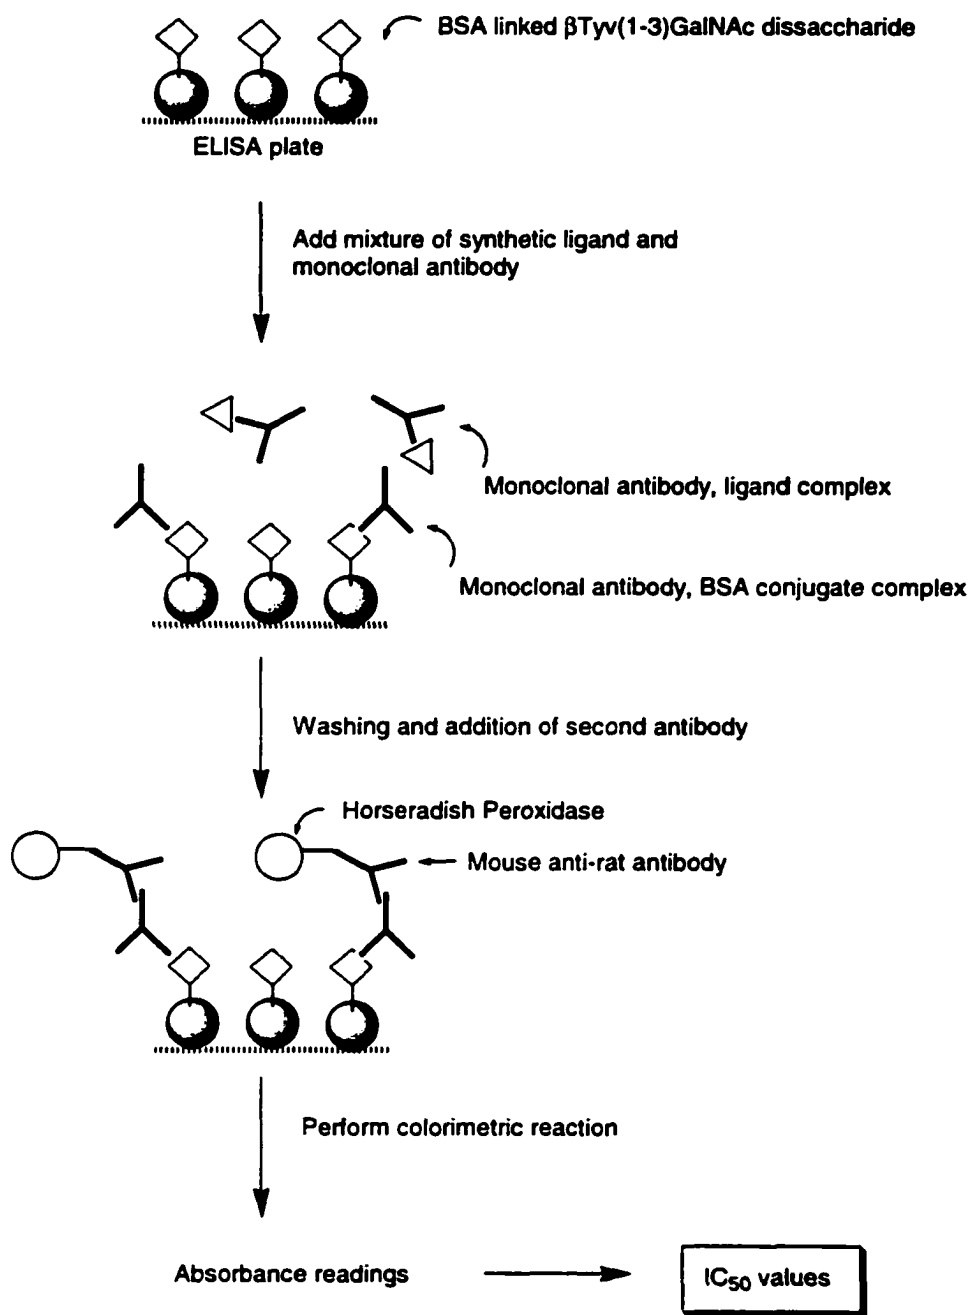 BSA linked βTyv(1-3)GalNAc dissaccharide
ELISA plate
Add mixture of synthetic ligand and
monoclonal antibody
Monoclonal antibody, ligand complex
Monoclonal antibody, BSA conjugate complex
Washing and addition of second antibody
Horseradish Peroxidase
Mouse anti-rat antibody
Perform colorimetric reaction
Absorbance readings
IC50 values